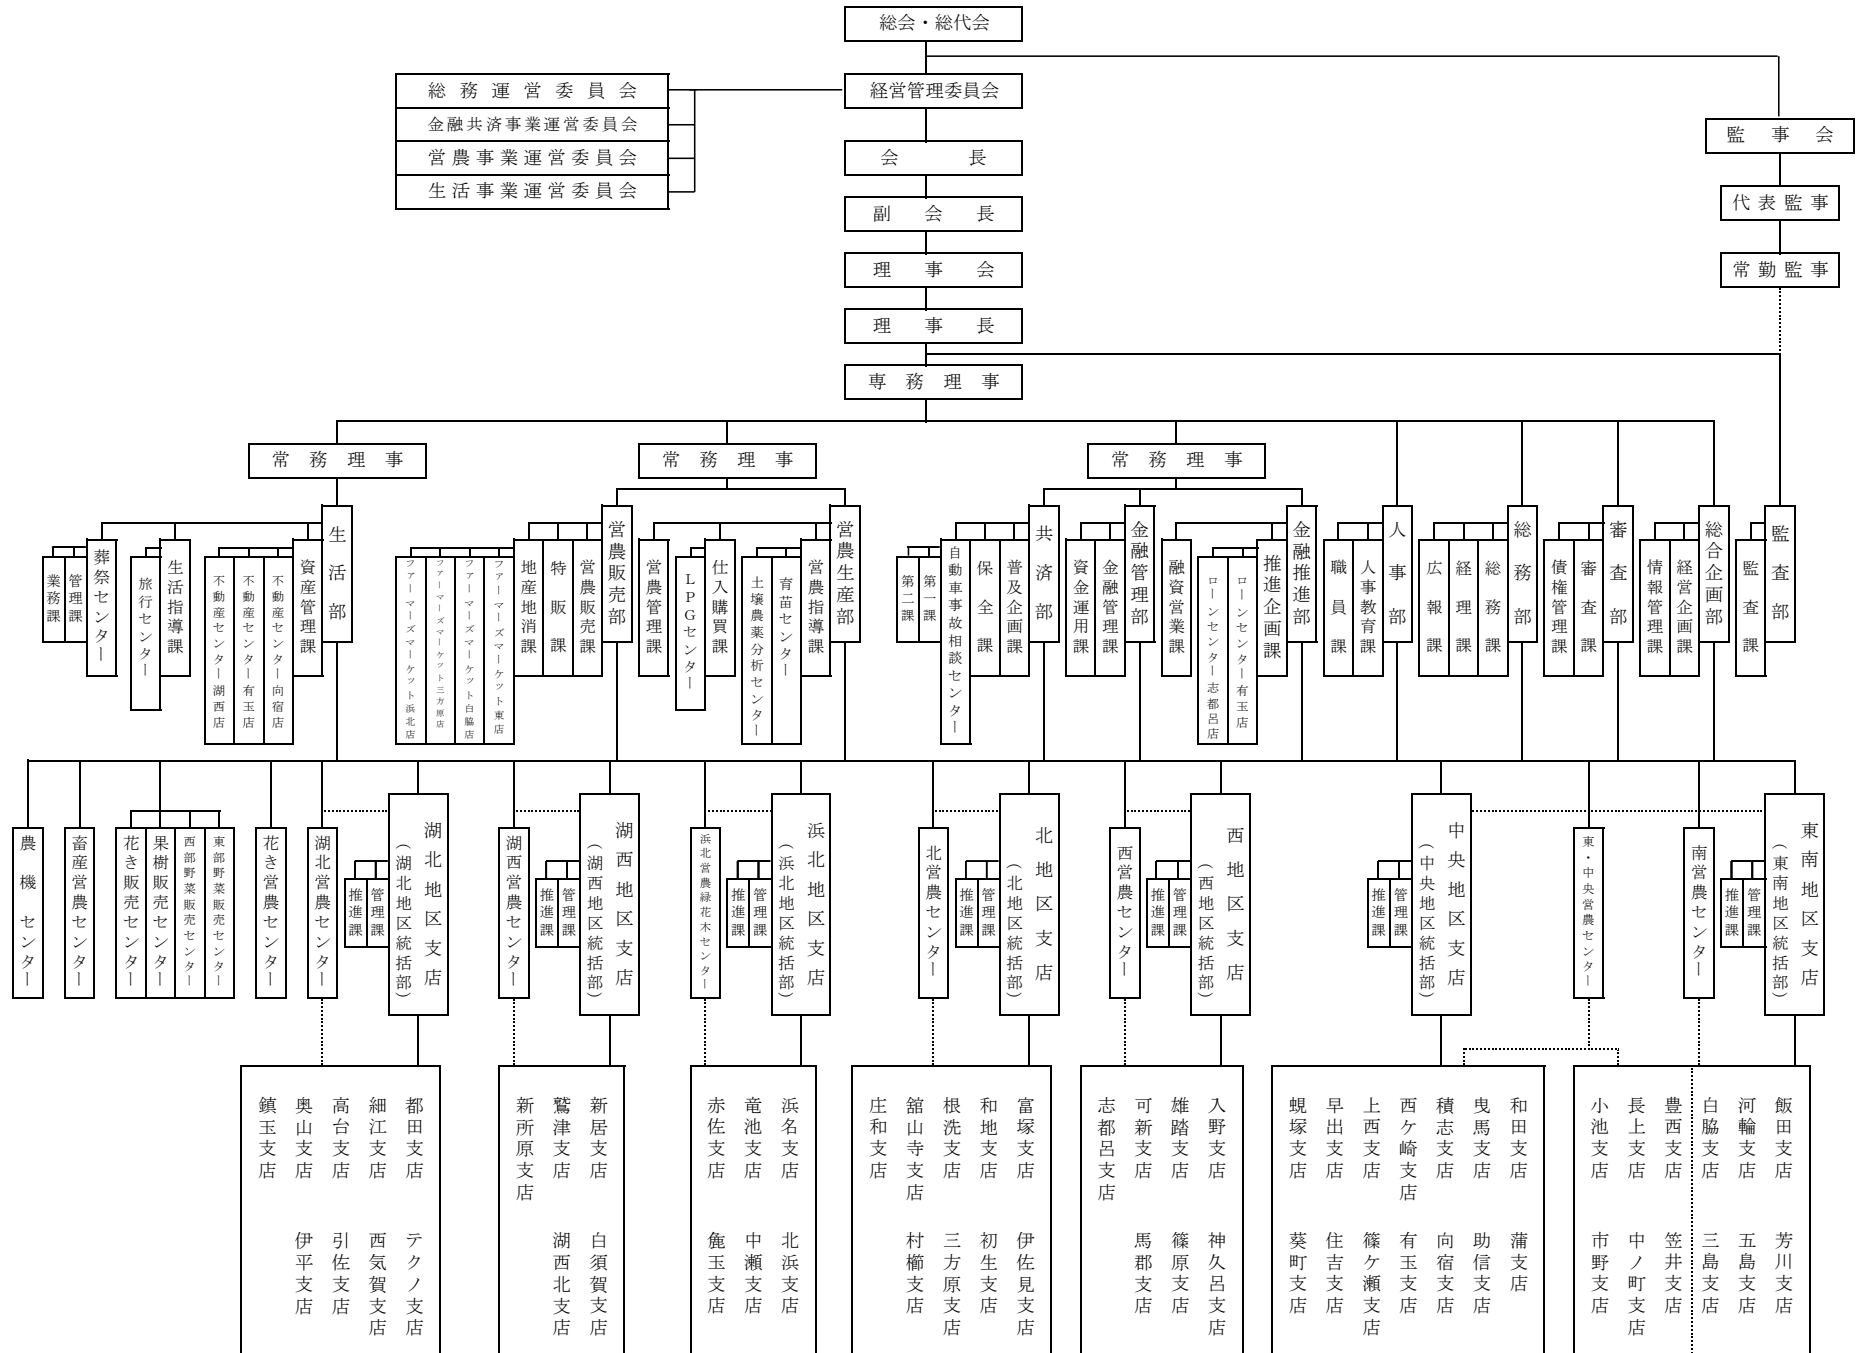 総会・総代会
総務運営委員会
経営管理委員会
金融共済事業運営委員会
営農事業運営委員会
生活事業運営委員会
監事会
会長
代表監事
副会長
常勤監事
理事会
理事長
専務理事
常務理事
常務理事
常務理事
監査部
監査課
総合企画部
経営企画課
情報管理課
審査部
審査課
債権管理課
総務部
総務課
経理課
広報課
人事部
人事教育課
職員課
金融推進部
推進企画課
ローンセンター有玉店
ローンセンター志都呂店
融資営業課
金融管理部
金融管理課
資金運用課
共済部
普及企画課
保全課
自動車事故相談センター
第一課
第二課
営農生産部
営農指導課
育苗センター
土壌農薬分析センター
仕入購買課
LPGセンター
営農管理課
営農販売部
営農販売課
特販課
地産地消課
ファーマーズマーケット東店
ファーマーズマーケット白脇店
ファーマーズマーケット三方原店
ファーマーズマーケット浜北店
生活部
資産管理課
不動産センター向宿店
不動産センター有玉店
不動産センター湖西店
生活指導課
旅行センター
葬祭センター
管理課
業務課
東南地区支店
(東南地区統括部)
管理課
推進課
南営農センター
東・中央営農センター
中央地区支店
(中央地区統括部)
管理課
推進課
西地区支店
(西地区統括部)
管理課
推進課
西営農センター
北地区支店
(北地区統括部)
管理課
推進課
北営農センター
浜北地区支店
(浜北地区統括部)
管理課
推進課
浜北営農緑花木センター
湖西地区支店
(湖西地区統括部)
管理課
推進課
湖西営農センター
湖北地区支店
(湖北地区統括部)
管理課
推進課
湖北営農センター
花き営農センター
東部野菜販売センター
西部野菜販売センター
果樹販売センター
花き販売センター
畜産営農センター
農機センター
飯田支店 芳川支店
河輪支店 五島支店
白脇支店 三島支店
豊西支店 笠井支店
長上支店 中ノ町支店
小池支店 市野支店
和田支店 蒲支店
曳馬支店 助信支店
積志支店 向宿支店
西ケ崎支店 有玉支店
上西支店 篠ケ瀬支店
早出支店 住吉支店
蜆塚支店 葵町支店
入野支店 神久呂支店
雄踏支店 篠原支店
可新支店 馬郡支店
志都呂支店
富塚支店 伊佐見支店
和地支店 初生支店
根洗支店 三方原支店
舘山寺支店 村櫛支店
庄和支店
浜名支店 北浜支店
竜池支店 中瀬支店
赤佐支店 麁玉支店
新居支店 白須賀支店
鷲津支店 湖西北支店
新所原支店
都田支店 テクノ支店
細江支店 西気賀支店
高台支店 引佐支店
奥山支店 伊平支店
鎮玉支店